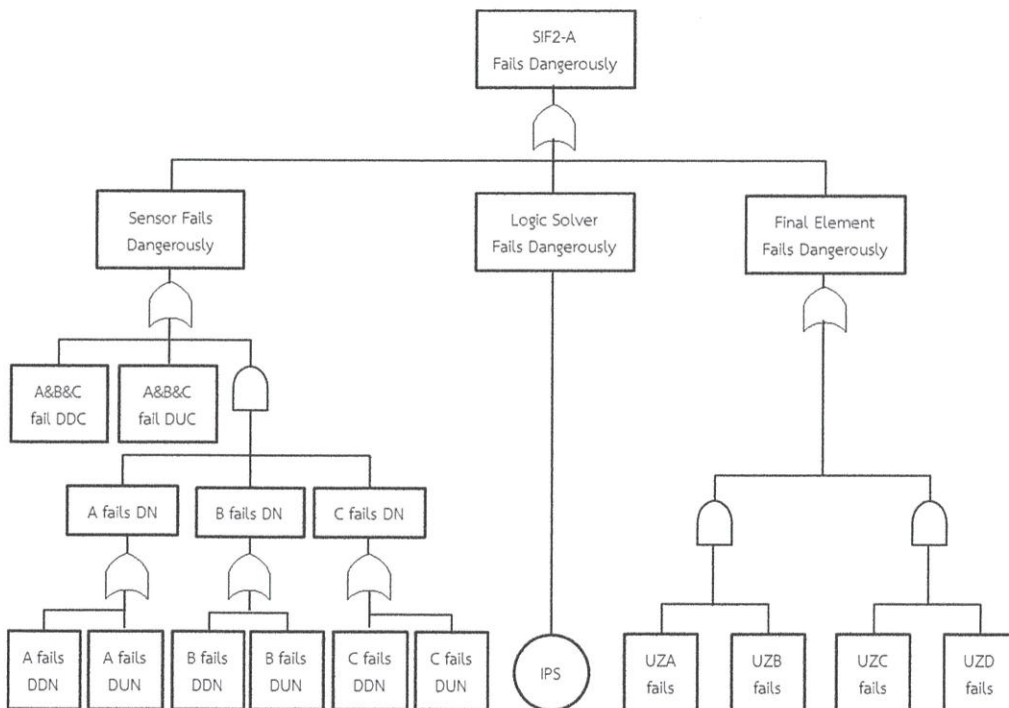 SIF2-A
Fails Dangerously
Sensor Fails
Dangerously
Logic Solver
Fails Dangerously
Final Element
Fails Dangerously
A&B&C
fail DDC
A&B&C
fail DUC
A fails DN
B fails DN
C fails DN
A fails
DDN
A fails
DUN
B fails
DDN
B fails
DUN
C fails
DDN
C fails
DUN
IPS
UZA
fails
UZB
fails
UZC
fails
UZD
fails